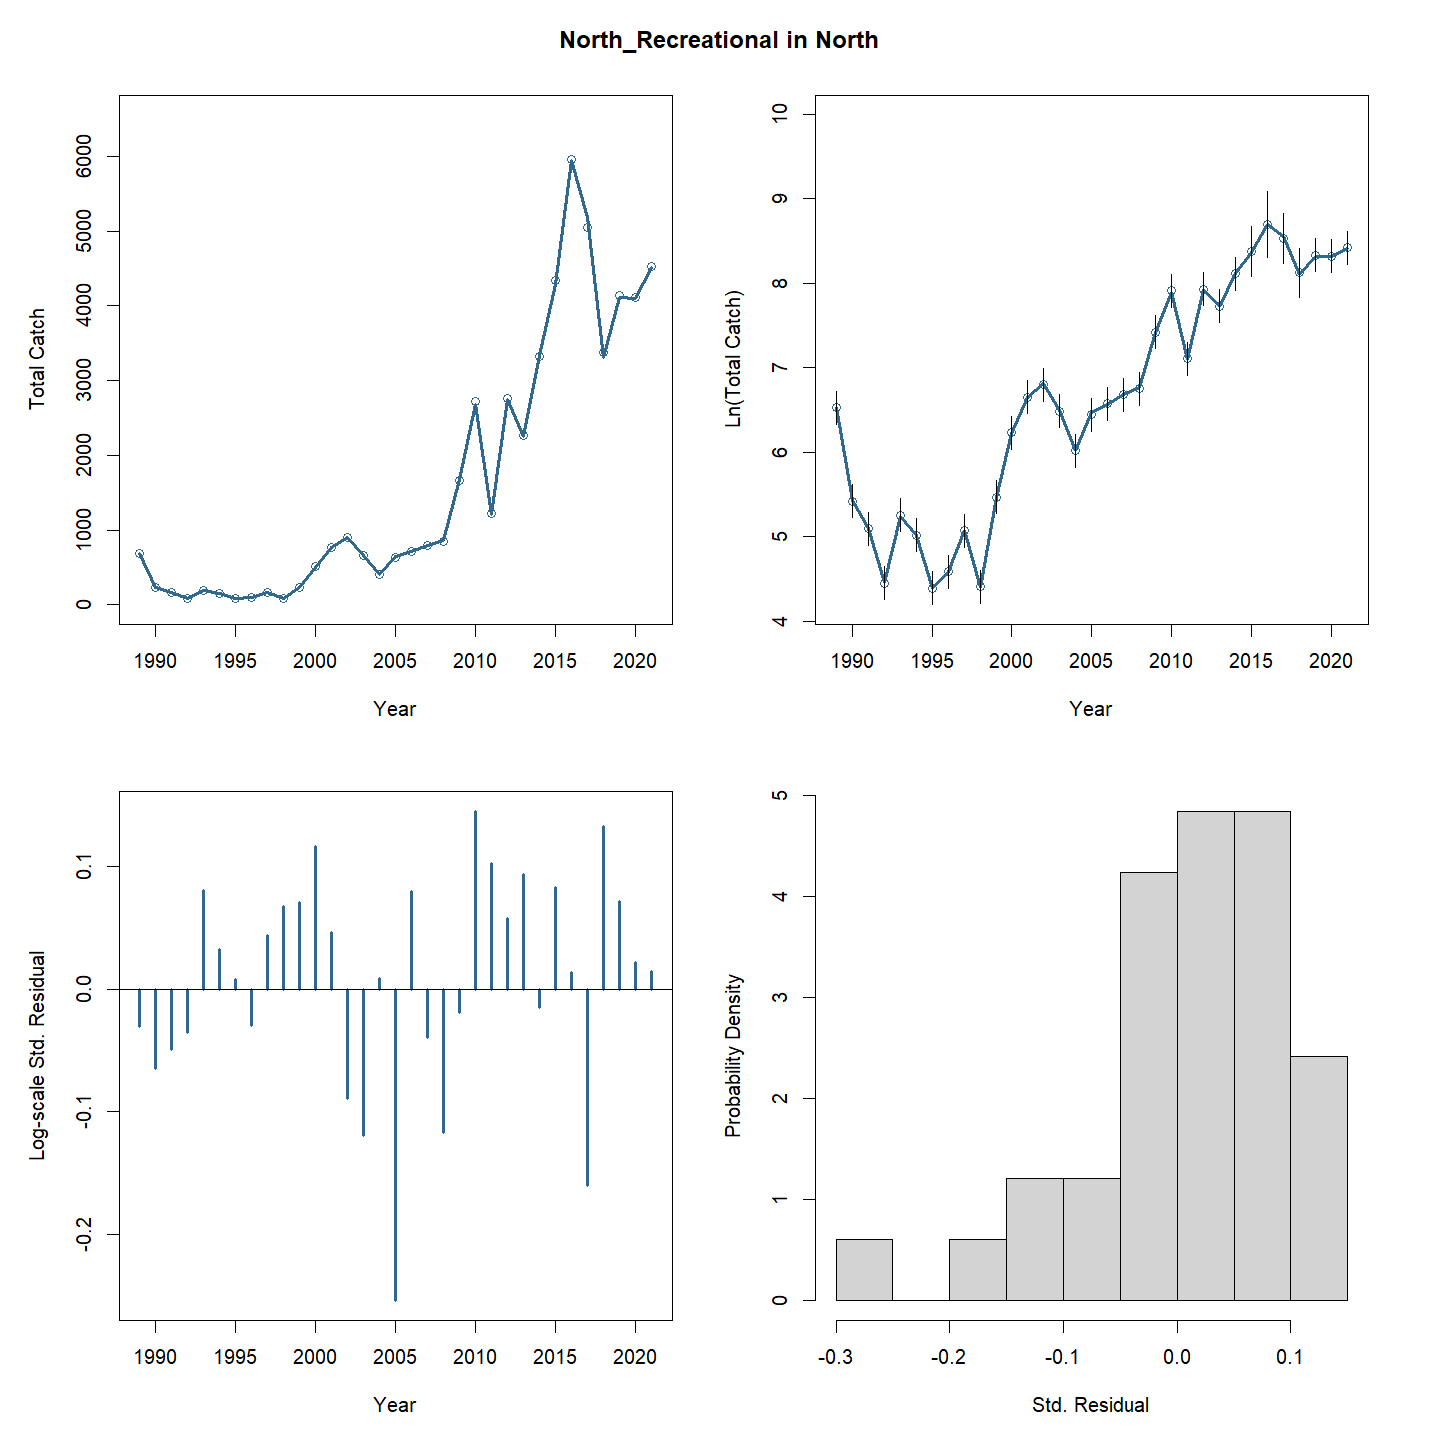 North_Recreational in North
Total Catch
0 1000 2000 3000 4000 5000 6000
1990 1995 2000 2005 2010 2015 2020
Year
Ln(Total Catch)
4 5 6 7 8 9 10
1990 1995 2000 2005 2010 2015 2020
Year
Log-scale Std. Residual
-0.2 -0.1 0.0 0.1
1990 1995 2000 2005 2010 2015 2020
Year
Probability Density
0 1 2 3 4 5
-0.3 -0.2 -0.1 0.0 0.1
Std. Residual